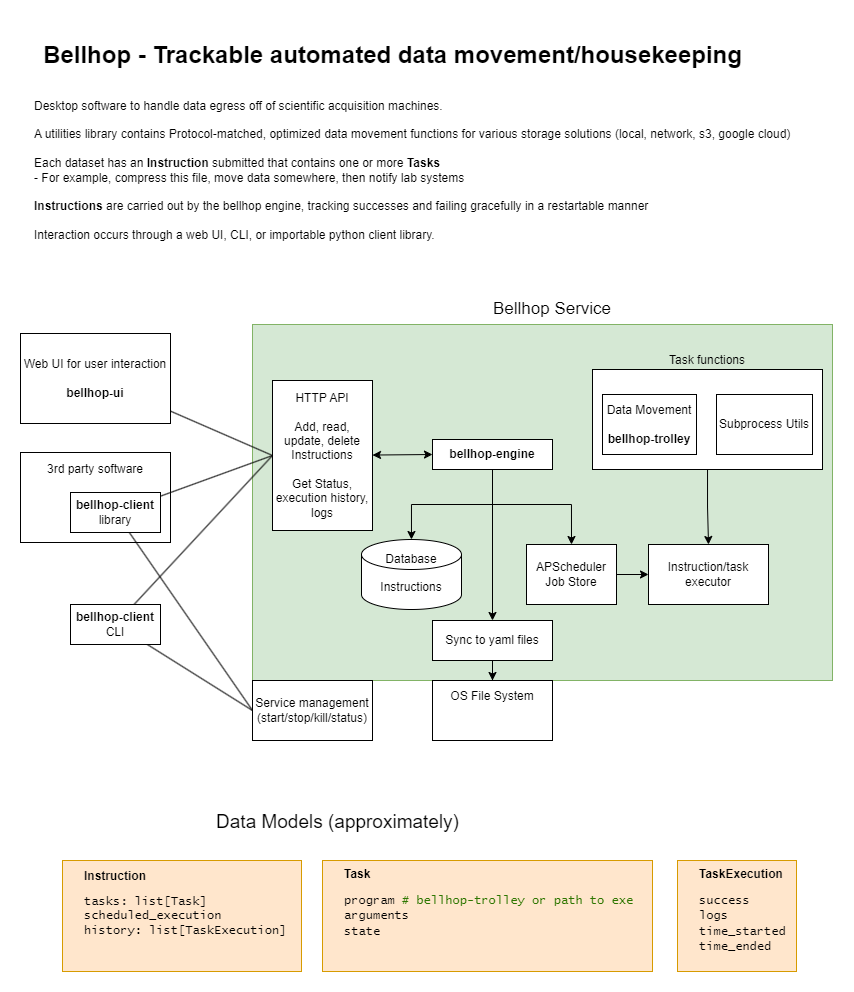 Bellhop - Trackable automated data movement/housekeeping
Desktop software to handle data egress off of scientific acquisition machines.
A utilities library contains Protocol-matched, optimized data movement functions for various storage solutions (local, network, s3, google cloud)
Each dataset has an Instruction submitted that contains one or more Tasks
- For example, compress this file, move data somewhere, then notify lab systems
Instructions are carried out by the bellhop engine, tracking successes and failing gracefully in a restartable manner
Interaction occurs through a web UI, CLI, or importable python client library.
Bellhop Service
Web UI for user interaction
bellhop-ui
3rd party software
bellhop-client
library
bellhop-client
CLI
HTTP API
Add, read,
update, delete
Instructions
Get Status,
execution history,
logs
bellhop-engine
Task functions
Data Movement
bellhop-trolley
Subprocess Utils
Database
Instructions
APScheduler
Job Store
Instruction/task
executor
Sync to yaml files
Service management
(start/stop/kill/status)
OS File System
Data Models (approximately)
Instruction
tasks: list[Task]
scheduled_execution
history: list[TaskExecution]
Task
program # bellhop-trolley or path to exe
arguments
state
TaskExecution
success
logs
time_started
time_ended